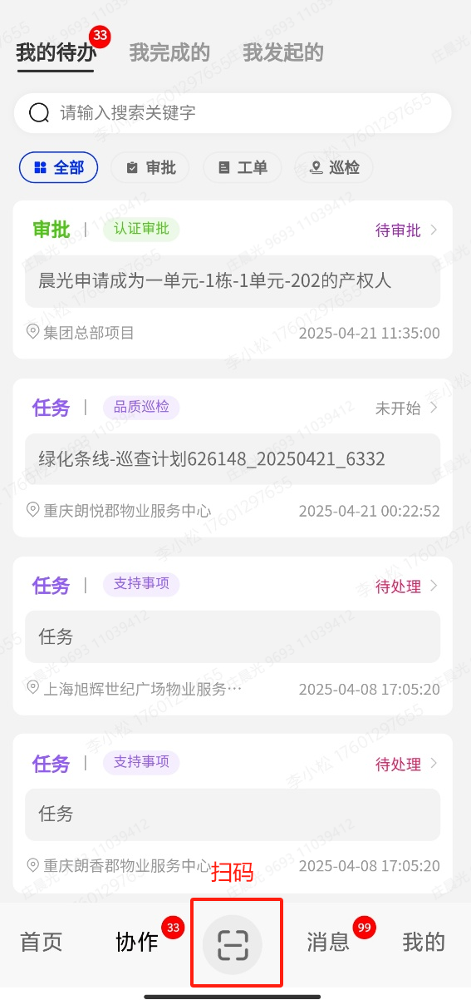 33
我的待办 我完成的 我发起的
请输入搜索关键字
全部 审批 工单 巡检
审批 | 认证审批 待审批
晨光申请成为一单元-1栋-1单元-202的产权人
集团总部项目 2025-04-21 11:35:00
任务 | 品质巡检 未开始
绿化条线-巡查计划626148_20250421_6332
重庆朗悦郡物业服务中心 2025-04-21 00:22:52
任务 | 支持事项 待处理
任务
上海旭辉世纪广场物业服务… 2025-04-08 17:05:20
任务 | 支持事项 待处理
任务
重庆朗香郡物业服务中心 2025-04-08 17:05:20
扫码
33 99
首页 协作 消息 我的
李小松 17601297655
庄晨光 9693 11039412